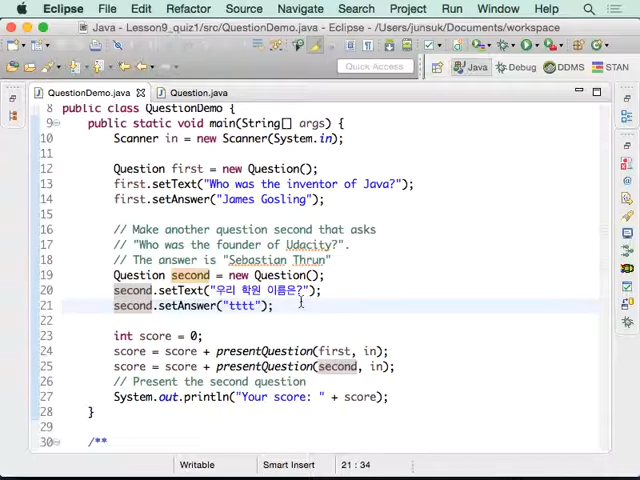 Eclipse File Edit Refactor Source Navigate Search Project Run Window Help
Java - Lesson9_quiz1/src/QuestionDemo.java - Eclipse - /Users/junsuk/Documents/workspace
Quick Access Java Debug DDMS STAN
QuestionDemo.java Question.java
8 public class QuestionDemo {
9 public static void main(String[] args) {
10 Scanner in = new Scanner(System.in);
11
12 Question first = new Question();
13 first.setText("Who was the inventor of Java?");
14 first.setAnswer("James Gosling");
15
16 // Make another question second that asks
17 // "Who was the founder of Udacity?".
18 // The answer is "Sebastian Thrun"
19 Question second = new Question();
20 second.setText("우리 학원 이름은?");
21 second.setAnswer("tttt");
22
23 int score = 0;
24 score = score + presentQuestion(first, in);
25 score = score + presentQuestion(second, in);
26 // Present the second question
27 System.out.println("Your score: " + score);
28 }
29
30 /**
Writable Smart Insert 21 : 34